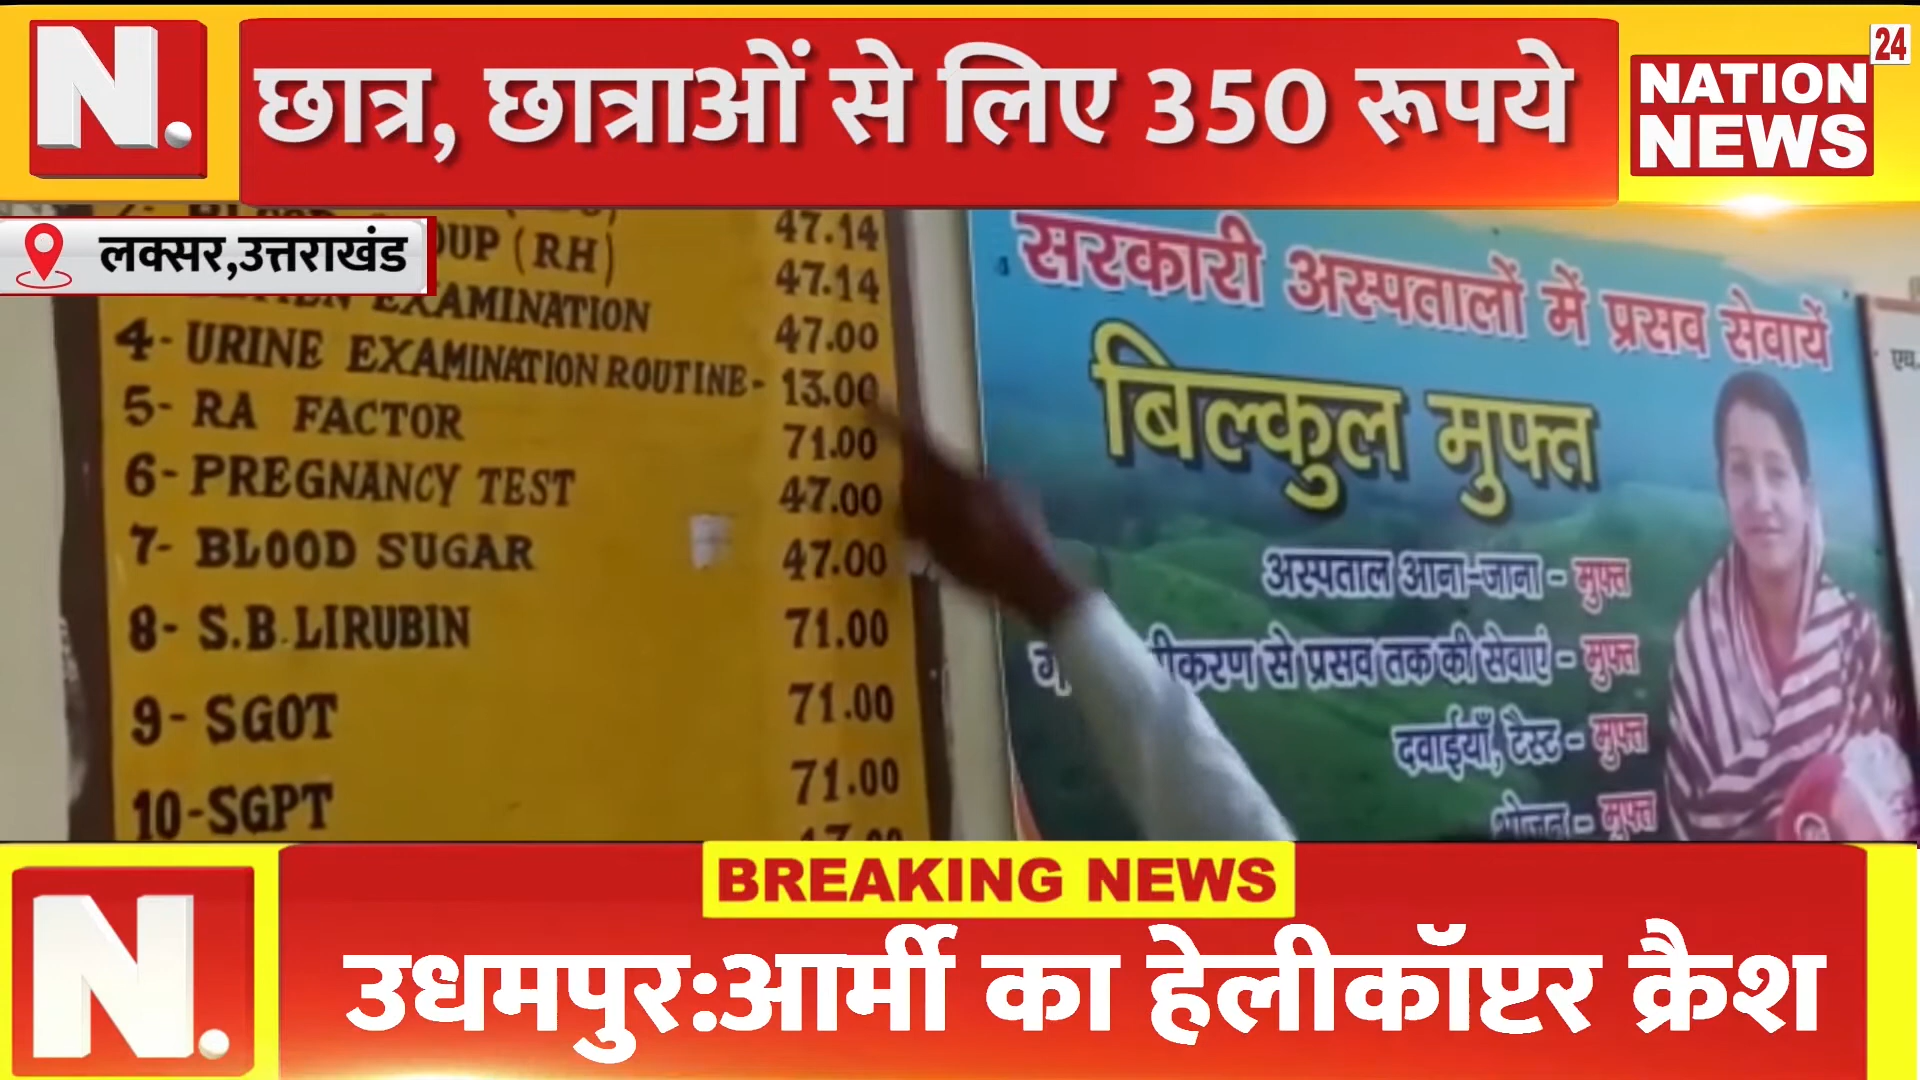 N.
छात्र, छात्राओं से लिए 350 रूपये
24
NATION
NEWS
लक्सर,उत्तराखंड
47.14
(RH) 47.14
EXAMINATION 47.00
4- URINE EXAMINATION ROUTINE- 13.00
5- RA FACTOR 71.00
6- PREGNANCY TEST 47.00
7- BLOOD SUGAR 47.00
8- S.B.LIRUBIN 71.00
9- SGOT 71.00
10-SGPT 71.00
सरकारी अस्पतालों में प्रसव सेवायें
बिल्कुल मुफ्त
अस्पताल आना-जाना - मुफ्त
से प्रसव तक की सेवाएं - मुफ्त
दवाईयाँ, टैस्ट - मुफ्त
भोजन - मुफ्त
BREAKING NEWS
N.
उधमपुर:आर्मी का हेलीकॉप्टर क्रैश